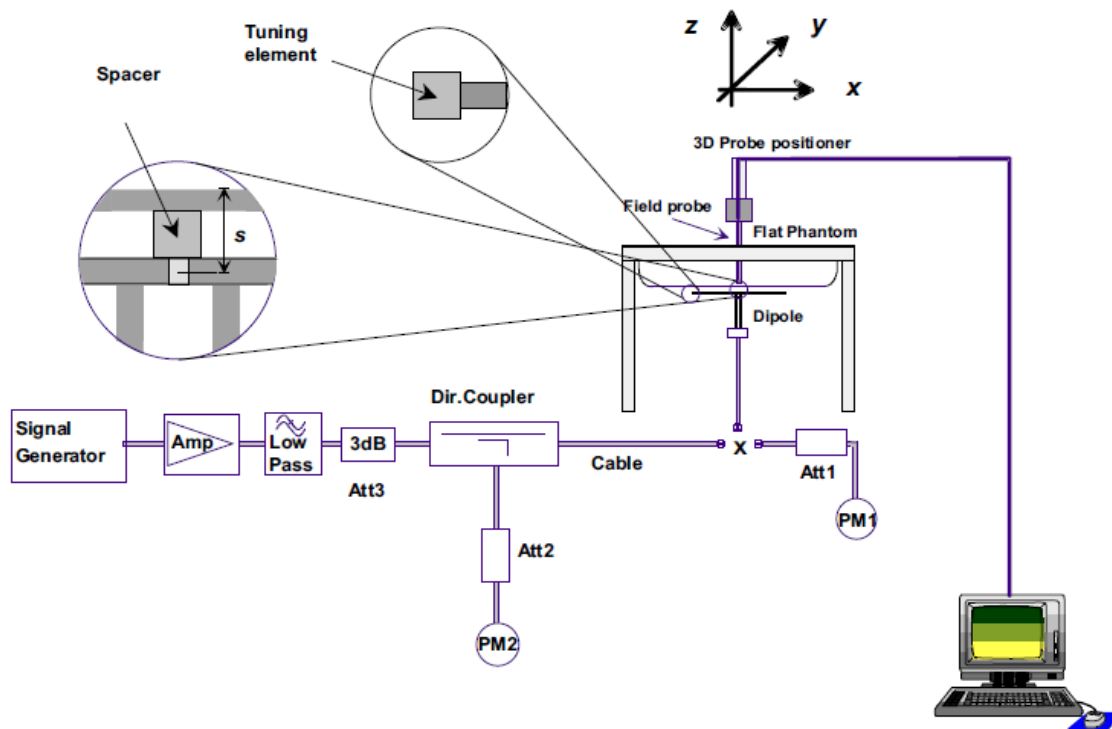 Tuning
element
Spacer
s
z
y
x
3D Probe positioner
Field probe
Flat Phantom
Dipole
Dir.Coupler
Signal
Generator
Amp
Low
Pass
3dB
Att3
Cable
X
Att1
PM1
Att2
PM2